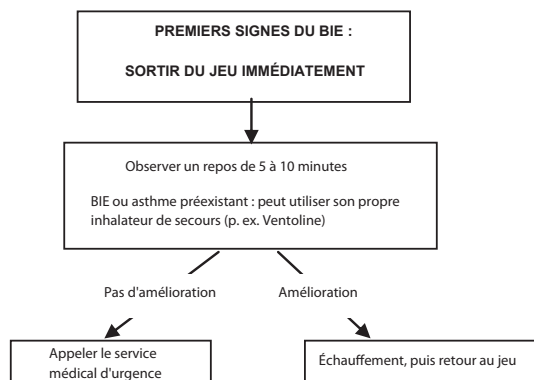 PREMIERS SIGNES DU BIE :
SORTIR DU JEU IMMÉDIATEMENT
Observer un repos de 5 à 10 minutes
BIE ou asthme préexistant : peut utiliser son propre
inhalateur de secours (p. ex. Ventoline)
Pas d'amélioration
Amélioration
Appeler le service
médical d'urgence
Échauffement, puis retour au jeu